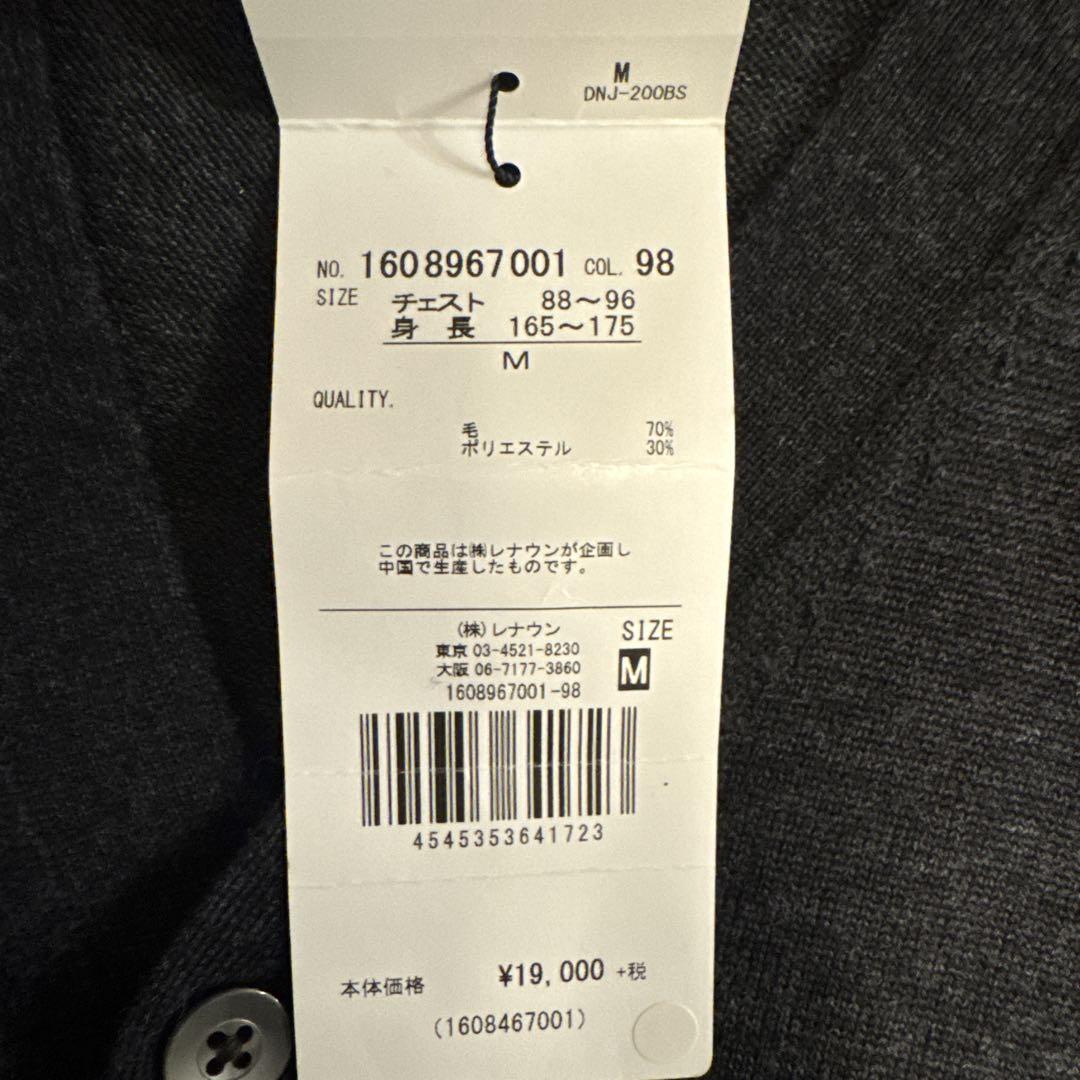 M
DNJ-200BS
NO. 1608967001 COL. 98
SIZE チェスト 88〜96
身長 165〜175
M
QUALITY.
毛 70%
ポリエステル 30%
この商品は㈱レナウンが企画し
中国で生産したものです。
(株)レナウン SIZE
東京 03-4521-8230
大阪 06-7177-3860 M
1608967001-98
4545353641723
本体価格 ¥19,000 +税
(1608467001)